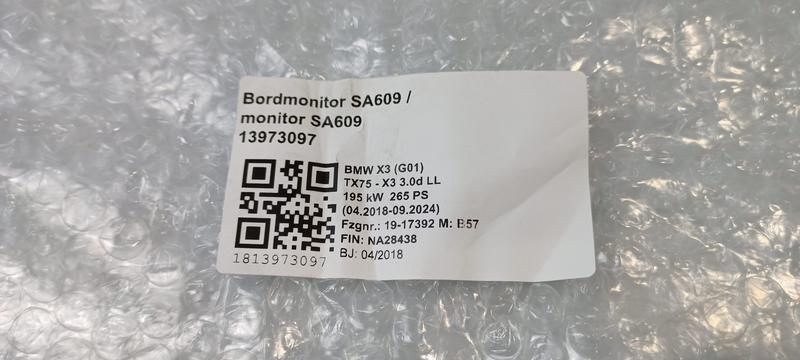 Bordmonitor SA609 /
monitor SA609
13973097
BMW X3 (G01)
TX75 - X3 3.0d LL
195 kW 265 PS
(04.2018-09.2024)
Fzgnr.: 19-17392 M: B57
FIN: NA28438
BJ: 04/2018
1813973097